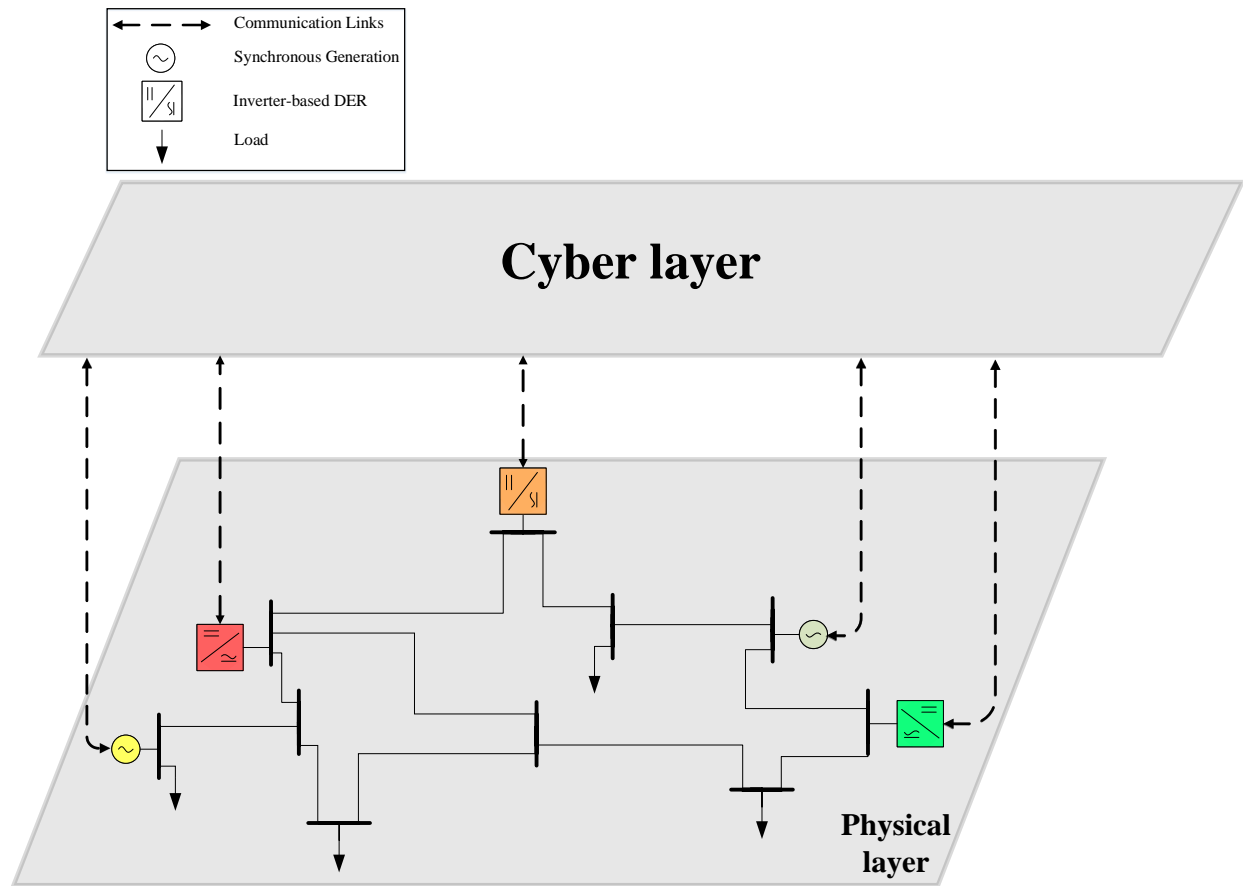 Communication Links
Synchronous Generation
Inverter-based DER
Load
Cyber layer
Physical
layer